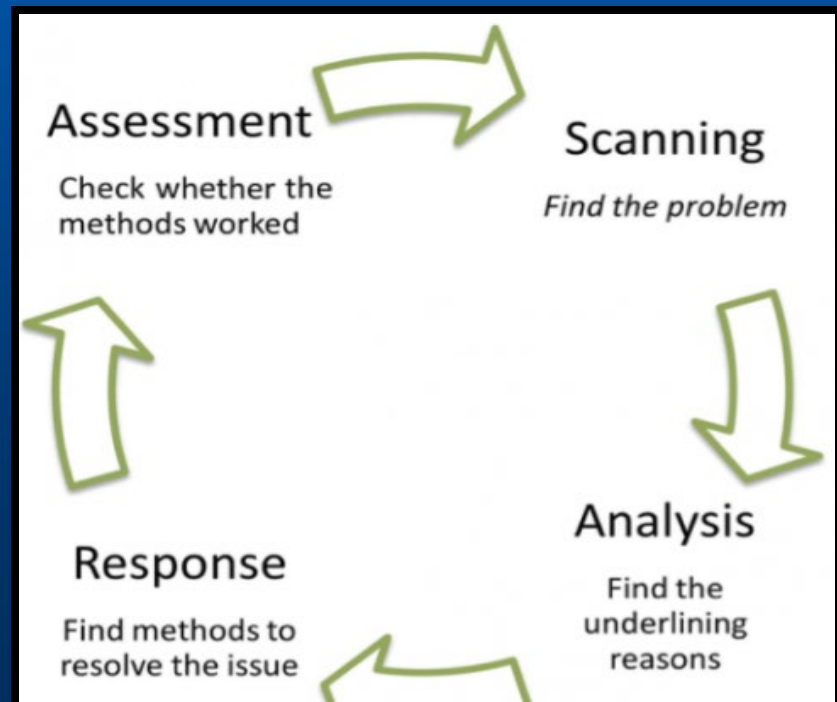 Assessment
Check whether the
methods worked
Scanning
Find the problem
Analysis
Find the
underlining
reasons
Response
Find methods to
resolve the issue